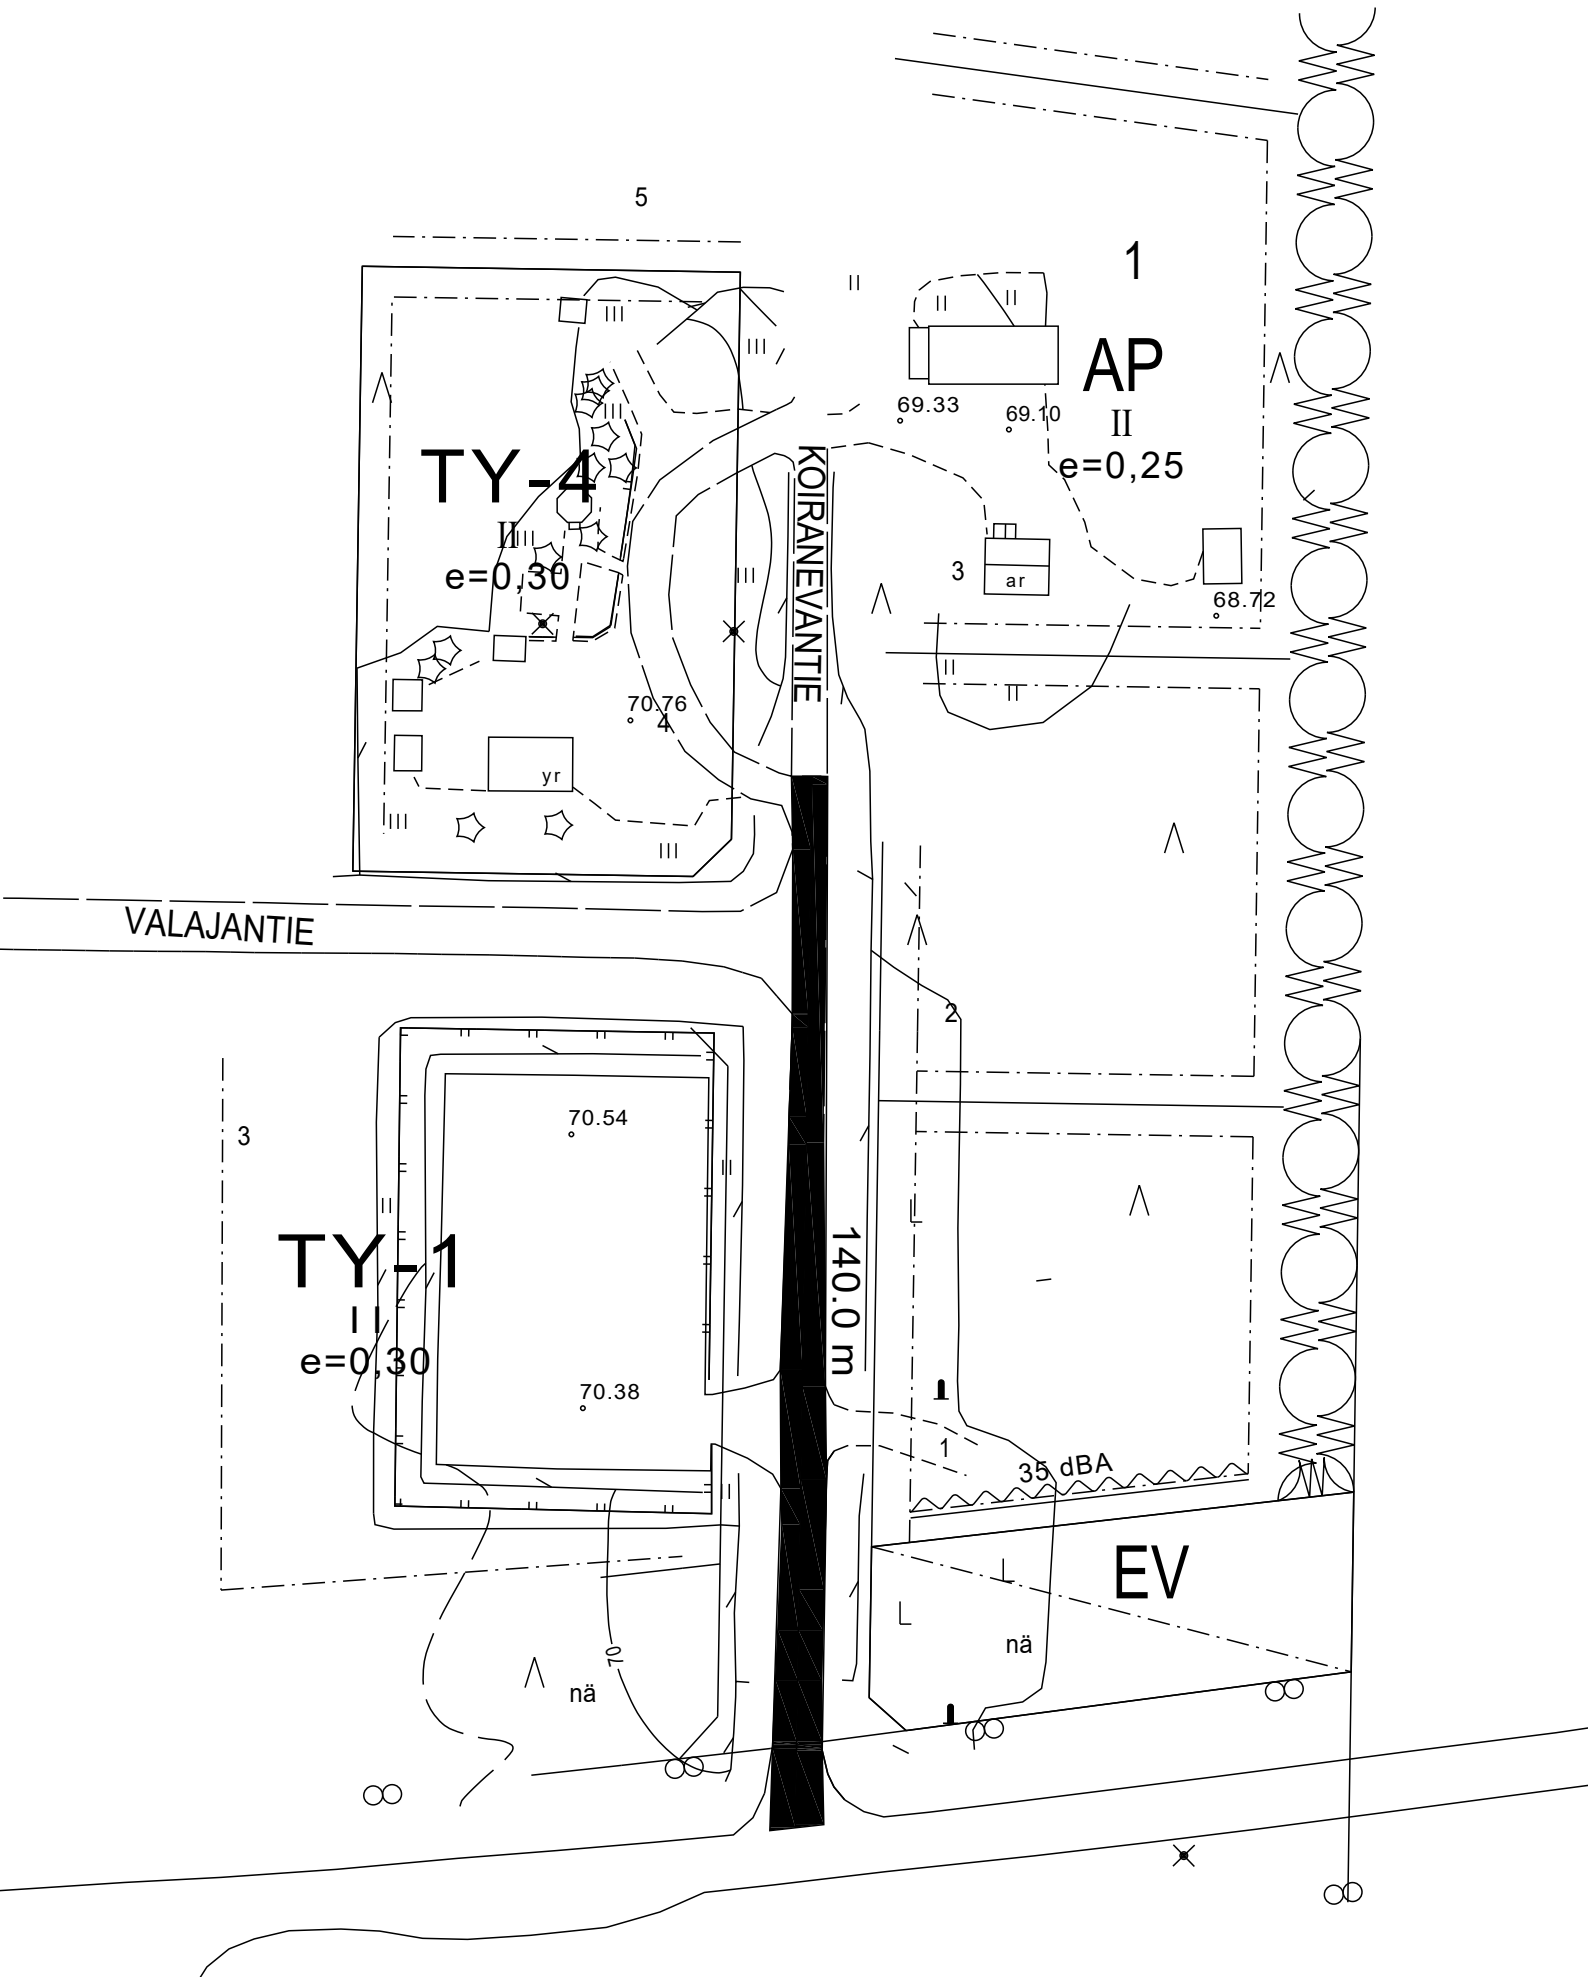 5
1
AP
II
e=0,25
69.33
69.10
TY-4
II
e=0,30
KOIRANEVANTIE
3
ar
68.72
70.76
4
yr
VALAJANTIE
2
70.54
3
TY-1
II
e=0,30
140.0 m
70.38
1
35 dBA
EV
nä
70
nä